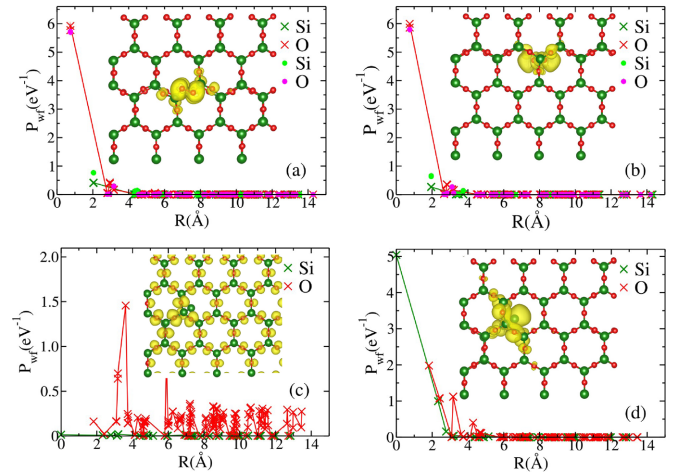 6
5
4
3
2
1
0
P_wf(eV⁻¹)
× Si
× O
• Si
• O
(a)
0 2 4 6 8 10 12 14
R(Å)
6
5
4
3
2
1
0
P_wf(eV⁻¹)
× Si
× O
• Si
• O
(b)
0 2 4 6 8 10 12 14
R(Å)
2.0
1.5
1.0
0.5
0
P_wf(eV⁻¹)
× Si
× O
(c)
0 2 4 6 8 10 12 14
R(Å)
5
4
3
2
1
0
P_wf(eV⁻¹)
× Si
× O
(d)
0 2 4 6 8 10 12 14
R(Å)